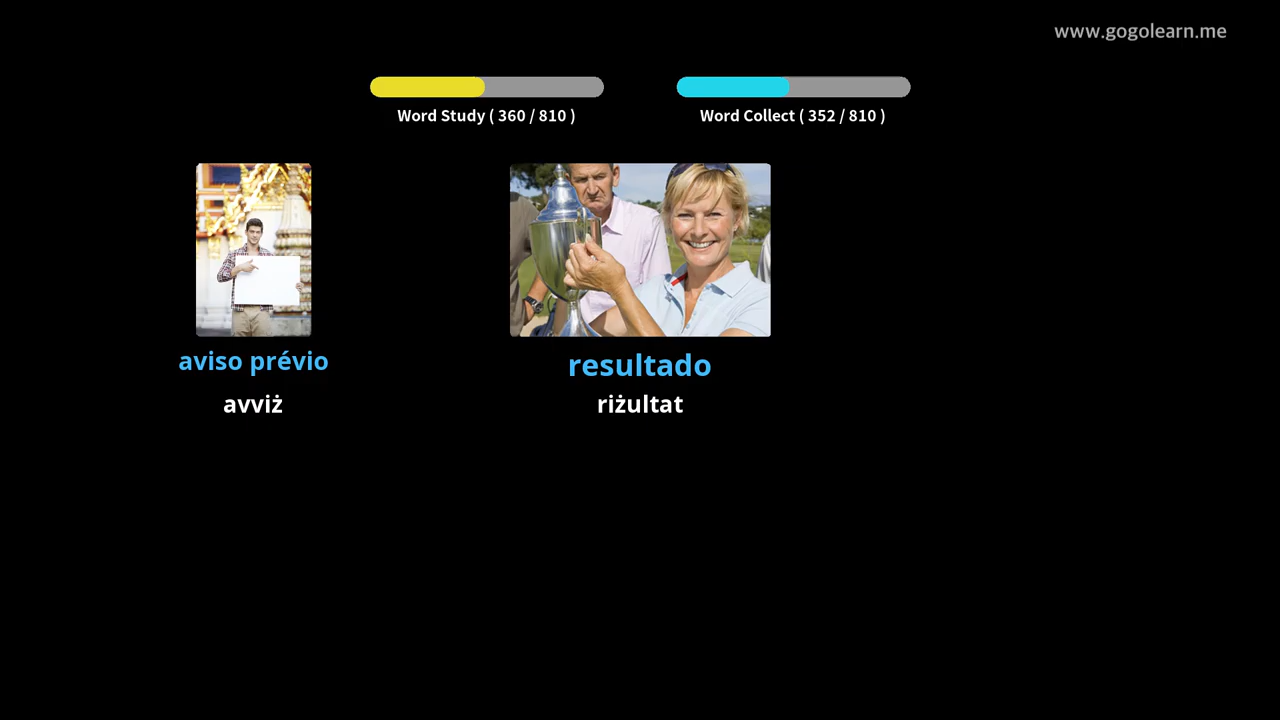 www.gogolearn.me
Word Study ( 360 / 810 )
Word Collect ( 352 / 810 )
aviso prévio
avviż
resultado
riżultat